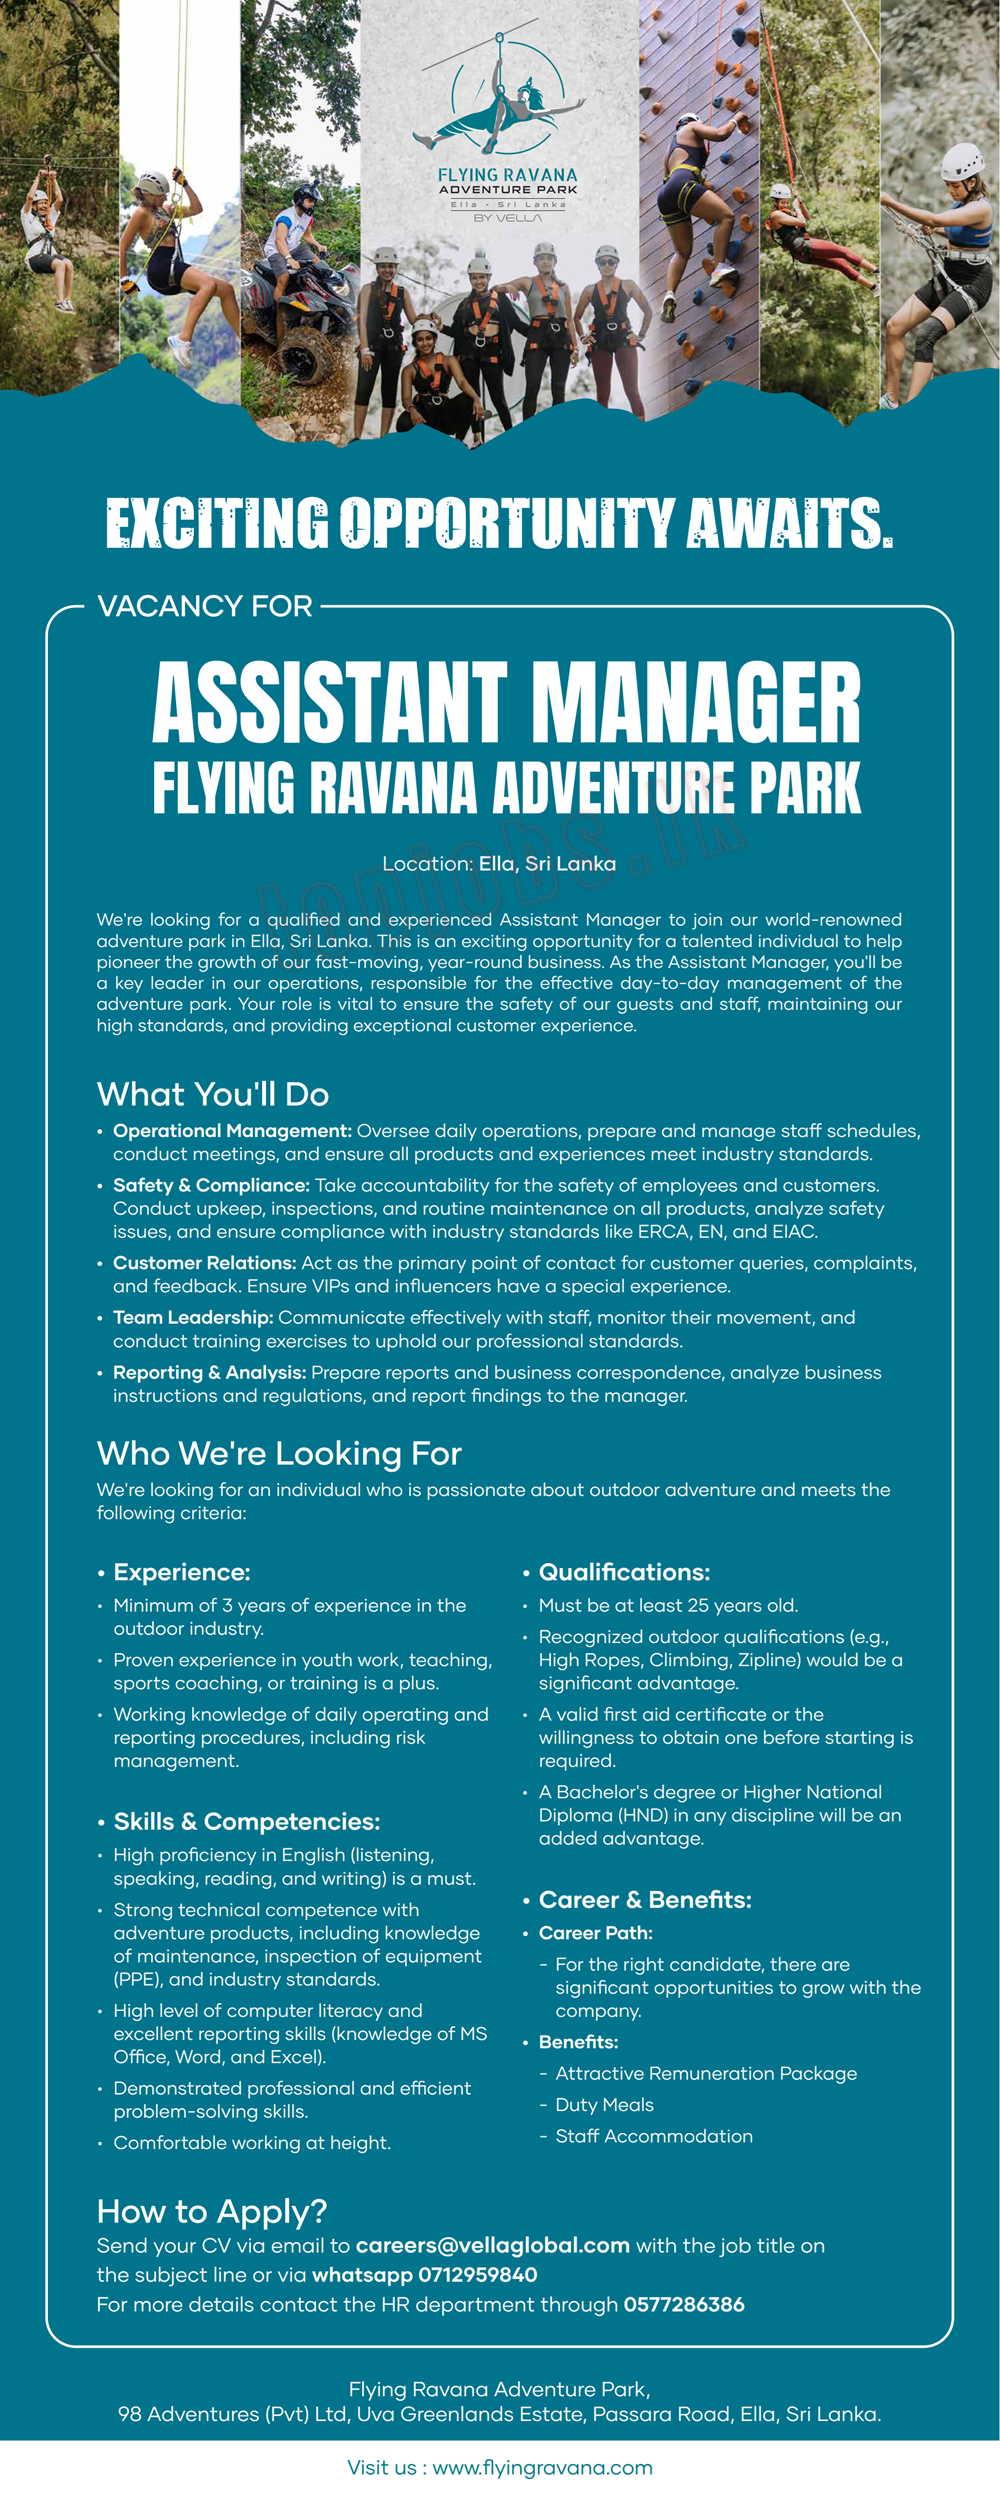 FLYING RAVANA
ADVENTURE PARK
Ella - Sri Lanka
BY VELLA
EXCITING OPPORTUNITY AWAITS.
VACANCY FOR
ASSISTANT MANAGER
FLYING RAVANA ADVENTURE PARK
topjobs.lk
Location: Ella, Sri Lanka
We're looking for a qualified and experienced Assistant Manager to join our world-renowned
adventure park in Ella, Sri Lanka. This is an exciting opportunity for a talented individual to help
pioneer the growth of our fast-moving, year-round business. As the Assistant Manager, you'll be
a key leader in our operations, responsible for the effective day-to-day management of the
adventure park. Your role is vital to ensure the safety of our guests and staff, maintaining our
high standards, and providing exceptional customer experience.
What You'll Do
• Operational Management: Oversee daily operations, prepare and manage staff schedules,
conduct meetings, and ensure all products and experiences meet industry standards.
• Safety & Compliance: Take accountability for the safety of employees and customers.
Conduct upkeep, inspections, and routine maintenance on all products, analyze safety
issues, and ensure compliance with industry standards like ERCA, EN, and EIAC.
• Customer Relations: Act as the primary point of contact for customer queries, complaints,
and feedback. Ensure VIPs and influencers have a special experience.
• Team Leadership: Communicate effectively with staff, monitor their movement, and
conduct training exercises to uphold our professional standards.
• Reporting & Analysis: Prepare reports and business correspondence, analyze business
instructions and regulations, and report findings to the manager.
Who We're Looking For
We're looking for an individual who is passionate about outdoor adventure and meets the
following criteria:
• Experience:
• Minimum of 3 years of experience in the
outdoor industry.
• Proven experience in youth work, teaching,
sports coaching, or training is a plus.
• Working knowledge of daily operating and
reporting procedures, including risk
management.
• Skills & Competencies:
• High proficiency in English (listening,
speaking, reading, and writing) is a must.
• Strong technical competence with
adventure products, including knowledge
of maintenance, inspection of equipment
(PPE), and industry standards.
• High level of computer literacy and
excellent reporting skills (knowledge of MS
Office, Word, and Excel).
• Demonstrated professional and efficient
problem-solving skills.
• Comfortable working at height.
• Qualifications:
• Must be at least 25 years old.
• Recognized outdoor qualifications (e.g.,
High Ropes, Climbing, Zipline) would be a
significant advantage.
• A valid first aid certificate or the
willingness to obtain one before starting is
required.
• A Bachelor's degree or Higher National
Diploma (HND) in any discipline will be an
added advantage.
• Career & Benefits:
• Career Path:
- For the right candidate, there are
significant opportunities to grow with the
company.
• Benefits:
- Attractive Remuneration Package
- Duty Meals
- Staff Accommodation
How to Apply?
Send your CV via email to careers@vellaglobal.com with the job title on
the subject line or via whatsapp 0712959840
For more details contact the HR department through 0577286386
Flying Ravana Adventure Park,
98 Adventures (Pvt) Ltd, Uva Greenlands Estate, Passara Road, Ella, Sri Lanka.
Visit us : www.flyingravana.com